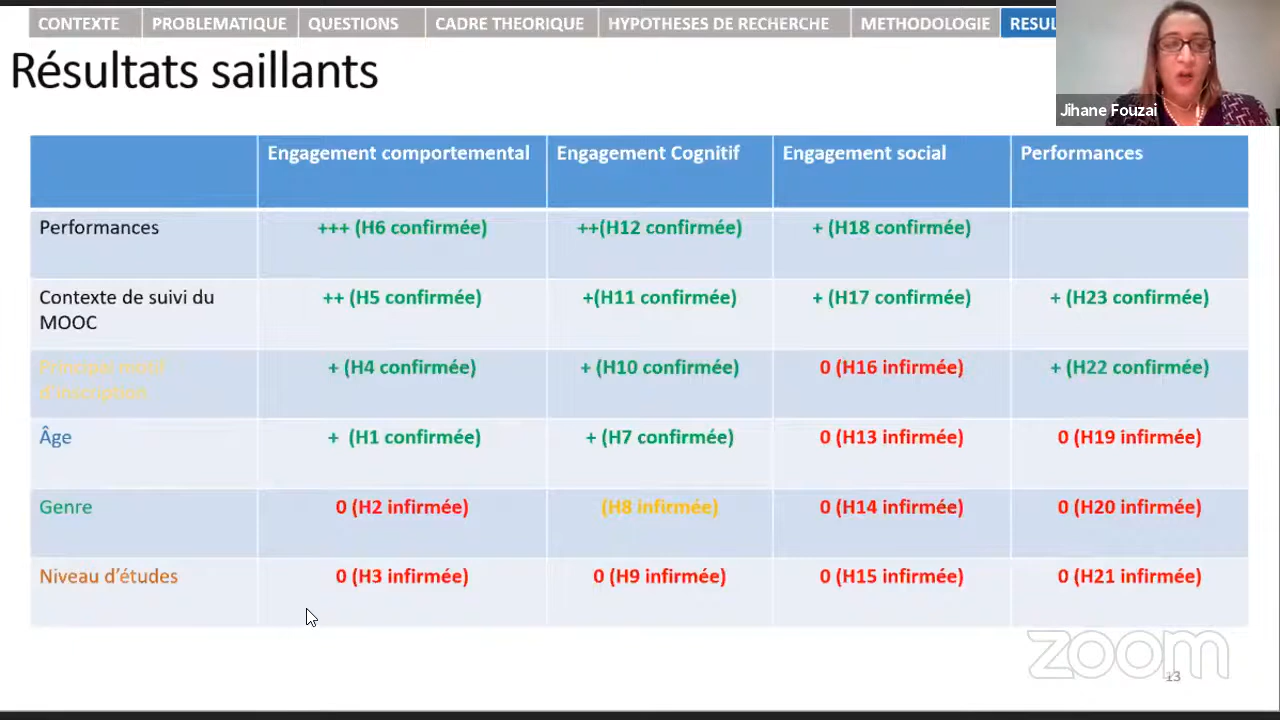 CONTEXTE PROBLEMATIQUE QUESTIONS CADRE THEORIQUE HYPOTHESES DE RECHERCHE METHODOLOGIE RESUL
Résultats saillants
Jihane Fouzai
Engagement comportemental Engagement Cognitif Engagement social Performances
Performances +++ (H6 confirmée) ++(H12 confirmée) + (H18 confirmée)
Contexte de suivi du MOOC ++ (H5 confirmée) +(H11 confirmée) + (H17 confirmée) + (H23 confirmée)
Principal motif d'inscription + (H4 confirmée) + (H10 confirmée) 0 (H16 infirmée) + (H22 confirmée)
Âge + (H1 confirmée) + (H7 confirmée) 0 (H13 infirmée) 0 (H19 infirmée)
Genre 0 (H2 infirmée) (H8 infirmée) 0 (H14 infirmée) 0 (H20 infirmée)
Niveau d'études 0 (H3 infirmée) 0 (H9 infirmée) 0 (H15 infirmée) 0 (H21 infirmée)
zoom
13